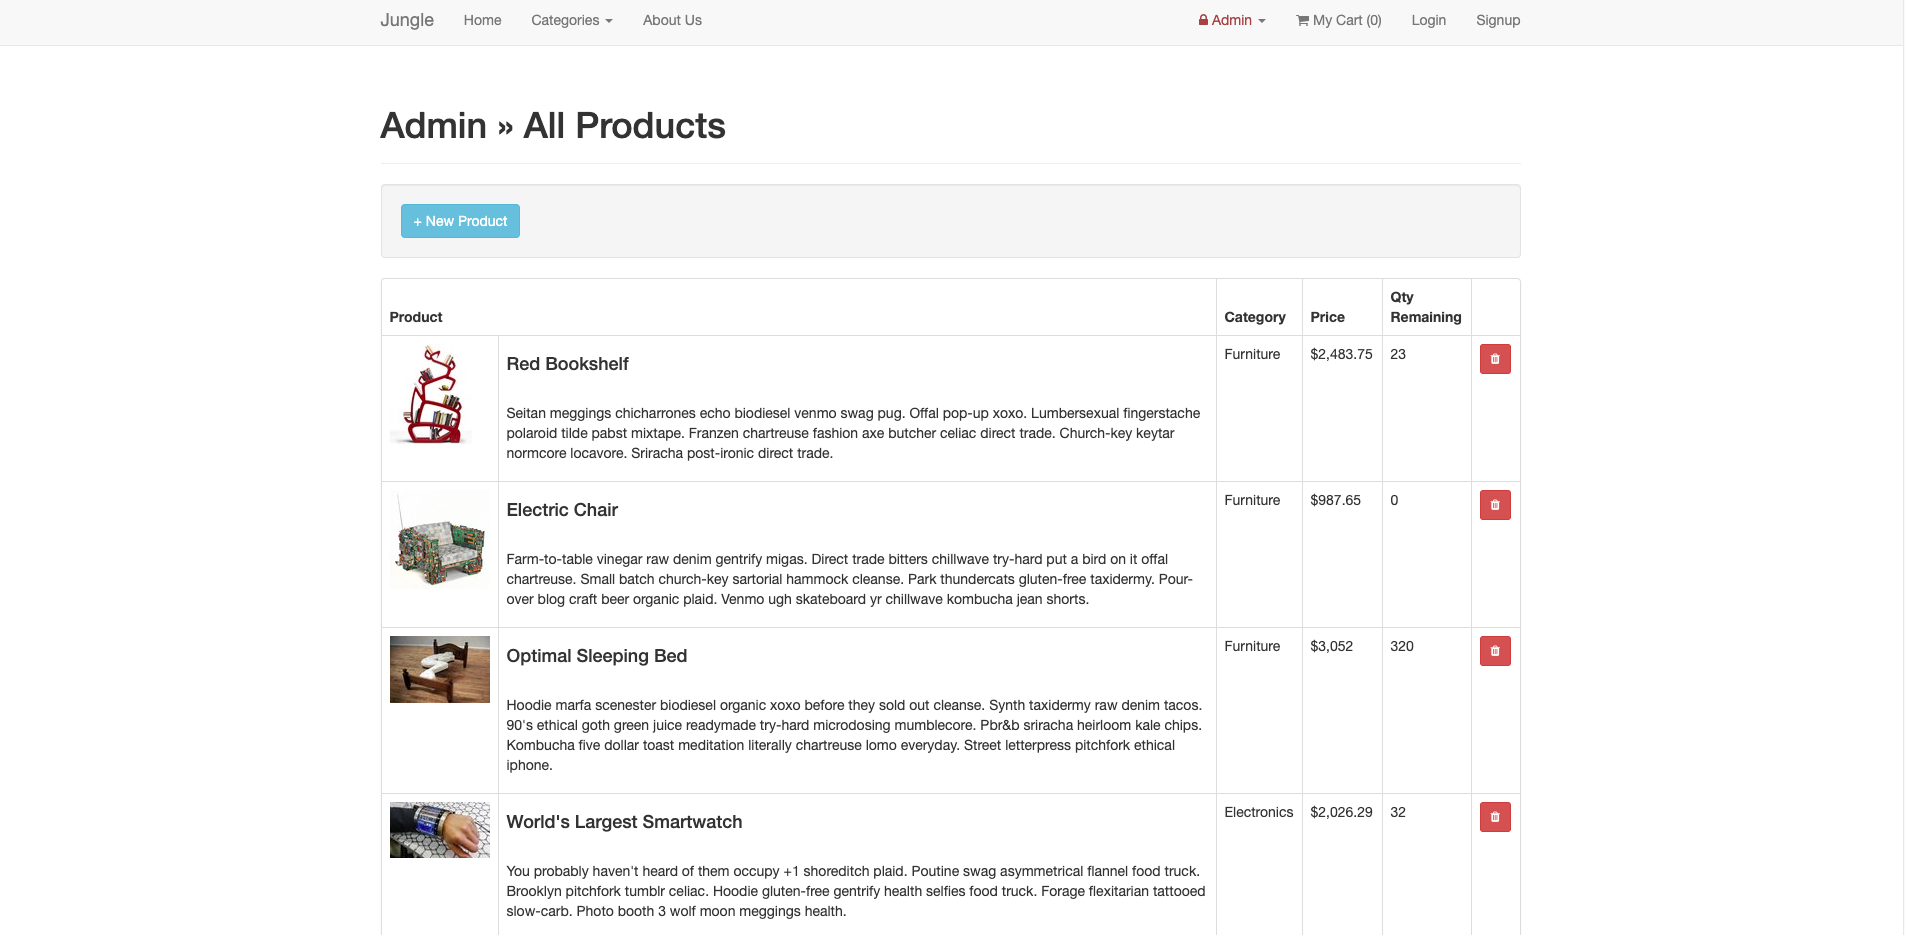 Jungle Home Categories About Us Admin My Cart (0) Login Signup
Admin » All Products
+ New Product
Product Category Price Qty Remaining
Red Bookshelf Furniture $2,483.75 23
Seitan meggings chicharrones echo biodiesel venmo swag pug. Offal pop-up xoxo. Lumbersexual fingerstache
polaroid tilde pabst mixtape. Franzen chartreuse fashion axe butcher celiac direct trade. Church-key keytar
normcore locavore. Sriracha post-ironic direct trade.
Electric Chair Furniture $987.65 0
Farm-to-table vinegar raw denim gentrify migas. Direct trade bitters chillwave try-hard put a bird on it offal
chartreuse. Small batch church-key sartorial hammock cleanse. Park thundercats gluten-free taxidermy. Pour-
over blog craft beer organic plaid. Venmo ugh skateboard yr chillwave kombucha jean shorts.
Optimal Sleeping Bed Furniture $3,052 320
Hoodie marfa scenester biodiesel organic xoxo before they sold out cleanse. Synth taxidermy raw denim tacos.
90's ethical goth green juice readymade try-hard microdosing mumblecore. Pbr&b sriracha heirloom kale chips.
Kombucha five dollar toast meditation literally chartreuse lomo everyday. Street letterpress pitchfork ethical
iphone.
World's Largest Smartwatch Electronics $2,026.29 32
You probably haven't heard of them occupy +1 shoreditch plaid. Poutine swag asymmetrical flannel food truck.
Brooklyn pitchfork tumblr celiac. Hoodie gluten-free gentrify health selfies food truck. Forage flexitarian tattooed
slow-carb. Photo booth 3 wolf moon meggings health.